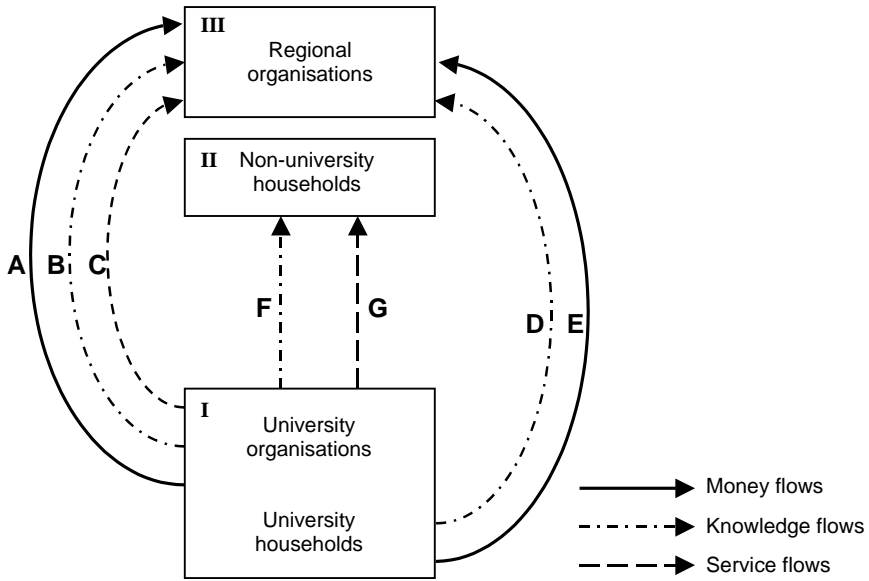 III
Regional
organisations
II Non-university
households
A B C
F G
D E
I
University
organisations
University
households
Money flows
Knowledge flows
Service flows